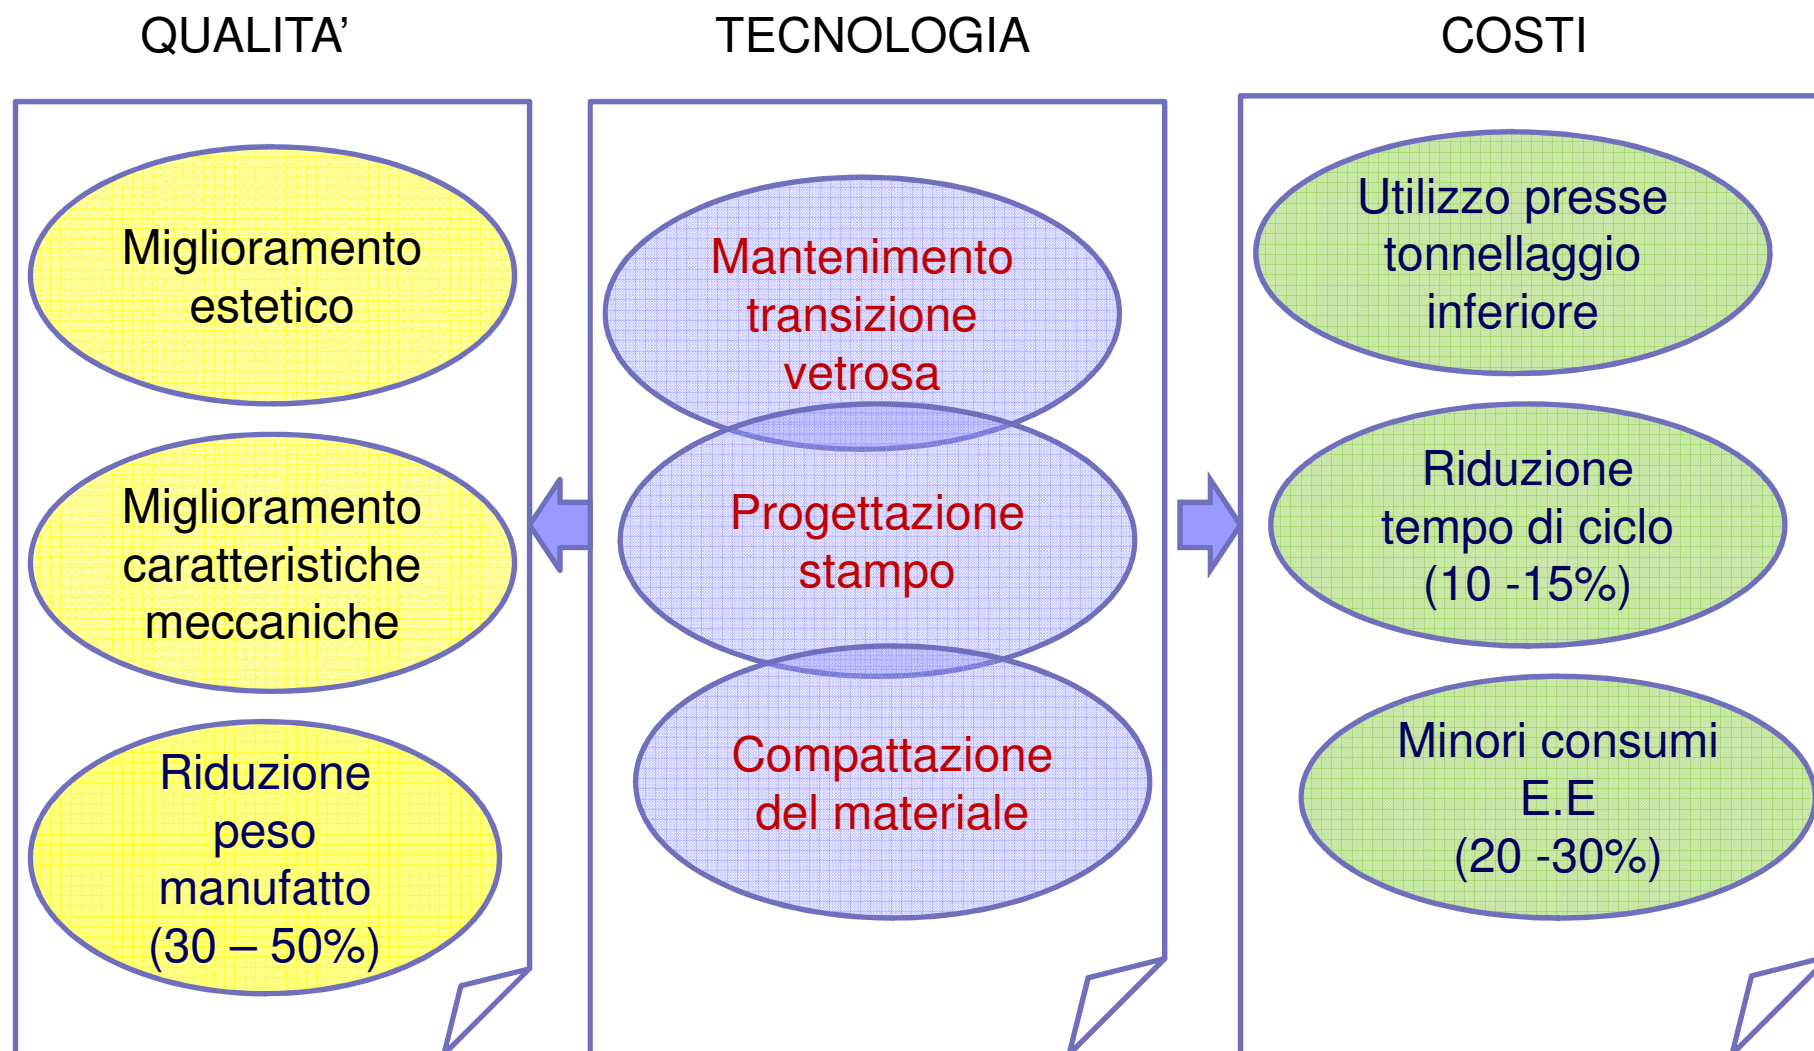 QUALITA’
TECNOLOGIA
COSTI
Miglioramento
estetico
Miglioramento
caratteristiche
meccaniche
Riduzione
peso
manufatto
(30 – 50%)
Mantenimento
transizione
vetrosa
Progettazione
stampo
Compattazione
del materiale
Utilizzo presse
tonnellaggio
inferiore
Riduzione
tempo di ciclo
(10 -15%)
Minori consumi
E.E
(20 -30%)